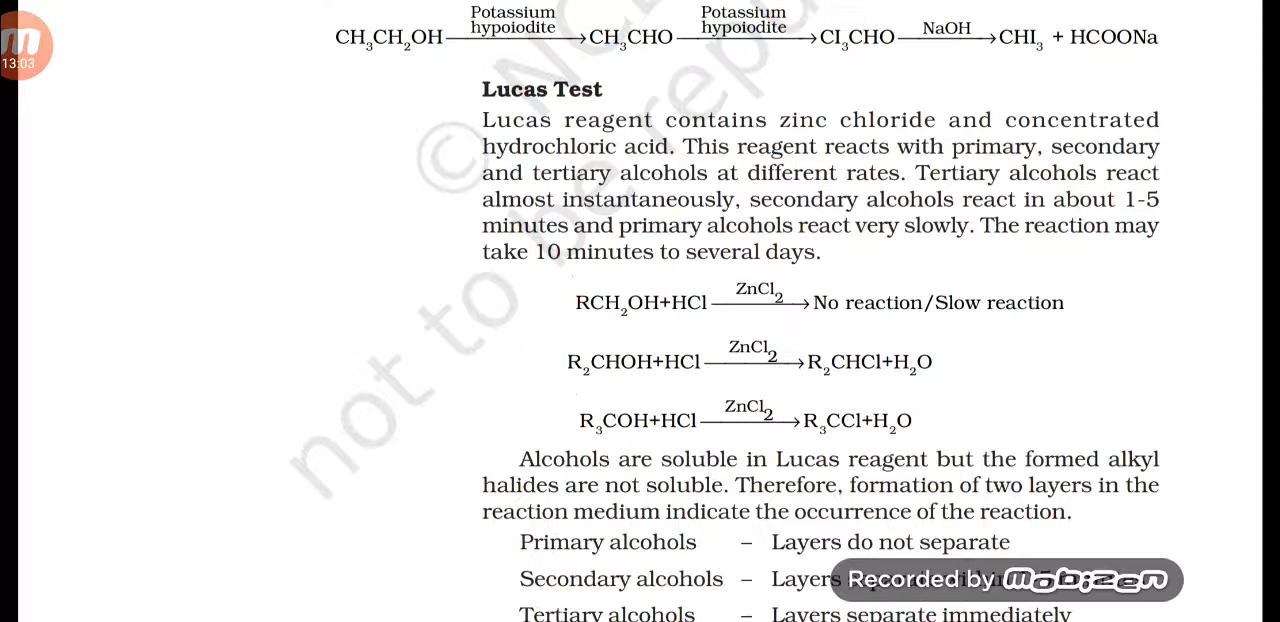 13:03
Potassium hypoiodite Potassium hypoiodite NaOH
CH₃CH₂OH → CH₃CHO → CI₃CHO → CHI₃ + HCOONa
Lucas Test
Lucas reagent contains zinc chloride and concentrated
hydrochloric acid. This reagent reacts with primary, secondary
and tertiary alcohols at different rates. Tertiary alcohols react
almost instantaneously, secondary alcohols react in about 1-5
minutes and primary alcohols react very slowly. The reaction may
take 10 minutes to several days.
ZnCl₂
RCH₂OH+HCl → No reaction/Slow reaction
ZnCl₂
R₂CHOH+HCl → R₂CHCl+H₂O
ZnCl₂
R₃COH+HCl → R₃CCl+H₂O
Alcohols are soluble in Lucas reagent but the formed alkyl
halides are not soluble. Therefore, formation of two layers in the
reaction medium indicate the occurrence of the reaction.
Primary alcohols – Layers do not separate
Secondary alcohols – Layers
Tertiary alcohols – Layers separate immediately
Recorded by mobizen
©
not to be